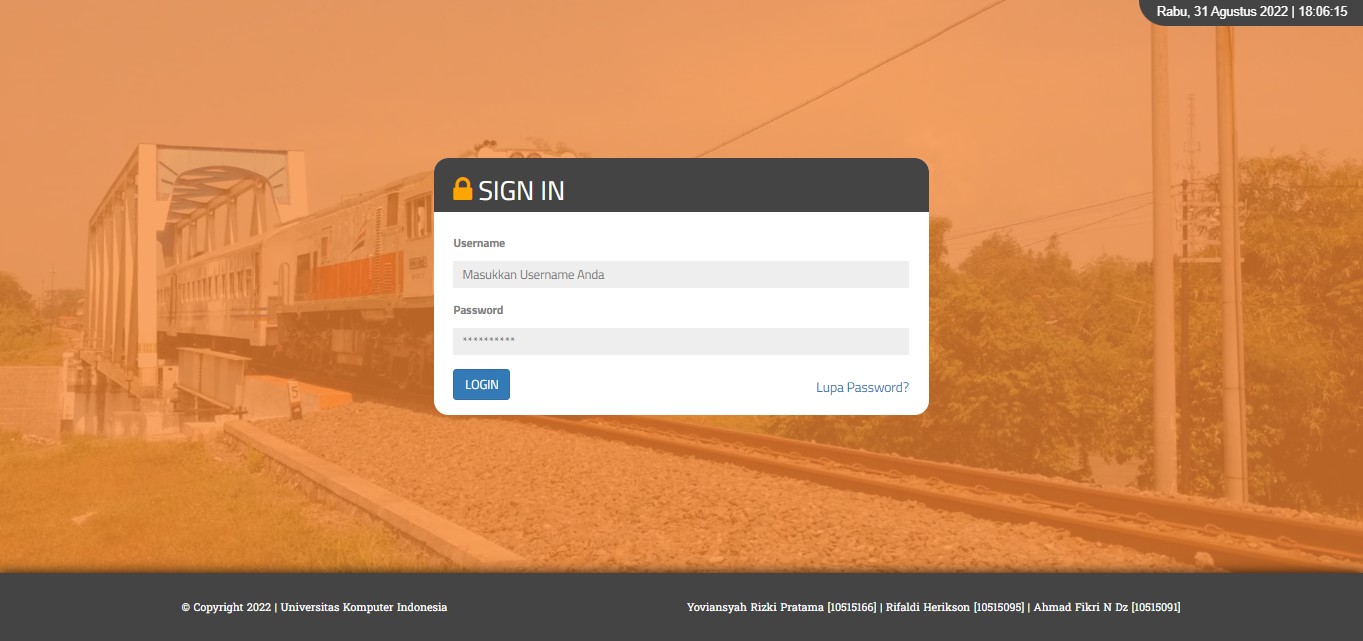 Rabu, 31 Agustus 2022 | 18:06:15
SIGN IN
Username
Masukkan Username Anda
Password
**********
LOGIN
Lupa Password?
© Copyright 2022 | Universitas Komputer Indonesia
Yoviansyah Rizki Pratama [10515166] | Rifaldi Herikson [10515095] | Ahmad Fikri N Dz [10515091]